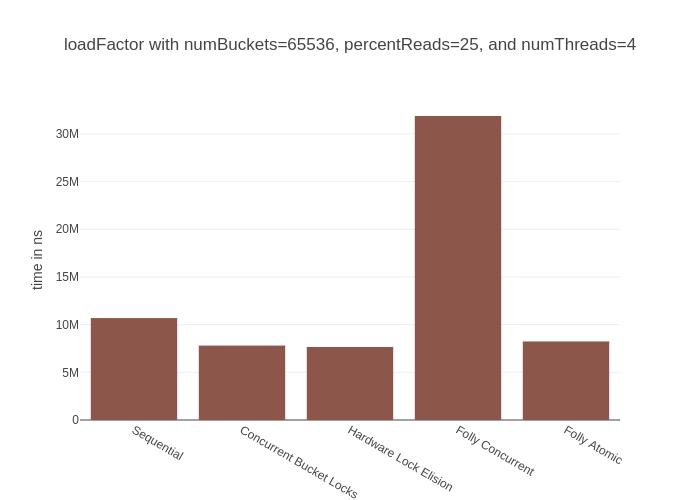 loadFactor with numBuckets=65536, percentReads=25, and numThreads=4
time in ns
30M
25M
20M
15M
10M
5M
0
Sequential
Concurrent Bucket Locks
Hardware Lock Elision
Folly Concurrent
Folly Atomic